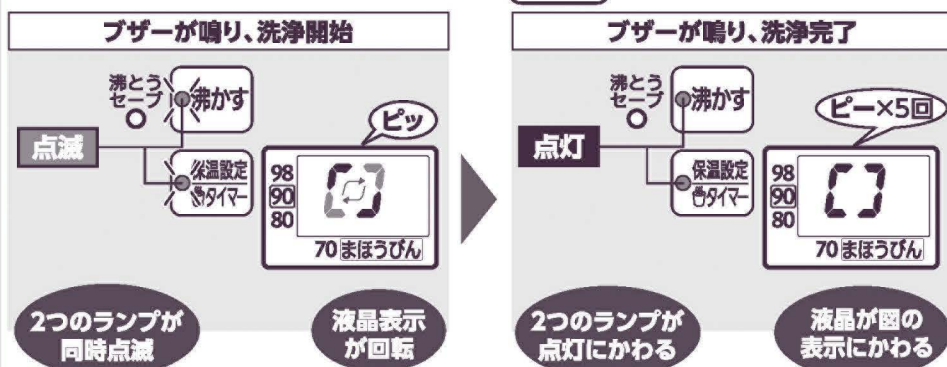 ブザーが鳴り、洗浄開始
沸とう
セーブ
沸かす
点滅
保温設定
タイマー
ピッ
98
90
80
70 まほうびん
2つのランプが
同時点滅
液晶表示
が回転
ブザーが鳴り、洗浄完了
沸とう
セーブ
沸かす
点灯
保温設定
タイマー
ピー×5回
98
90
80
70 まほうびん
2つのランプが
点灯にかわる
液晶が図の
表示にかわる